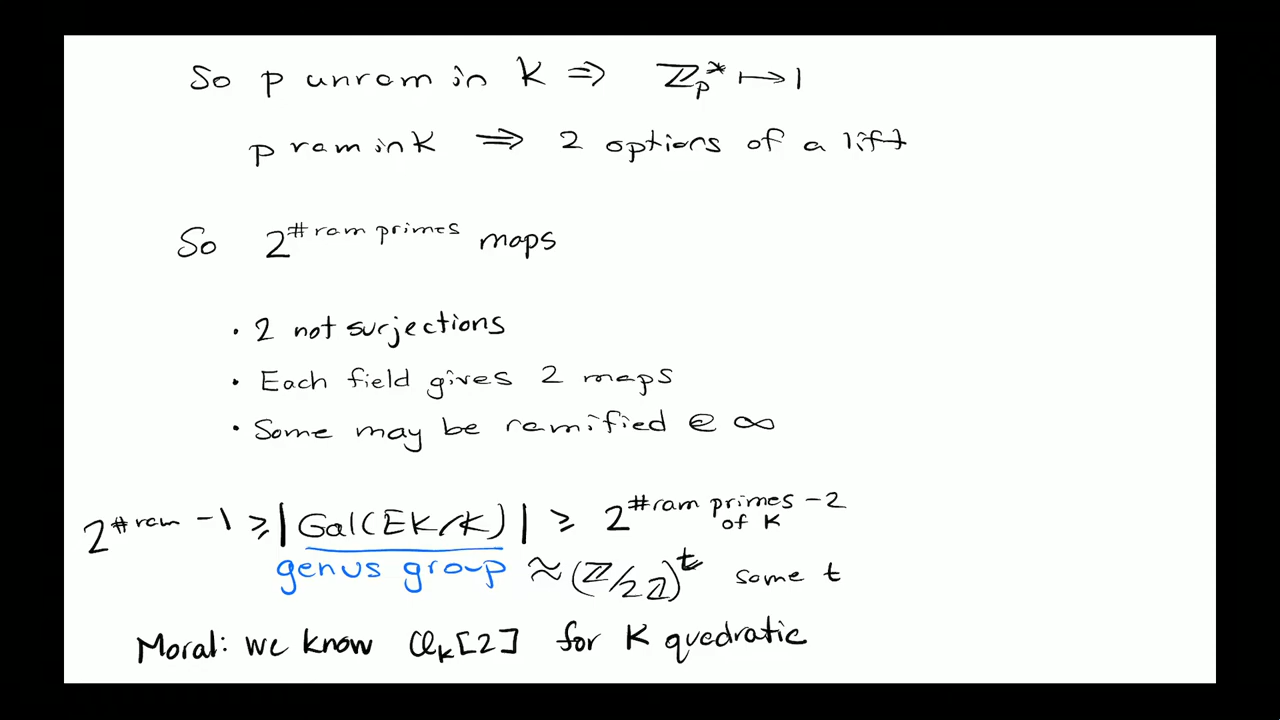 So p unram in K ⇒ ℤₚ* ↦ 1
p ram in K ⇒ 2 options of a lift
So 2^{# ram primes} maps
• 2 not surjections
• Each field gives 2 maps
• Some may be ramified @ ∞
2^{# ram -1} ≥ |Gal(EK/K)| ≥ 2^{# ram primes of K -2}
genus group ≈ (ℤ/2ℤ)^t some t
Moral: we know Cl_K[2] for K quadratic